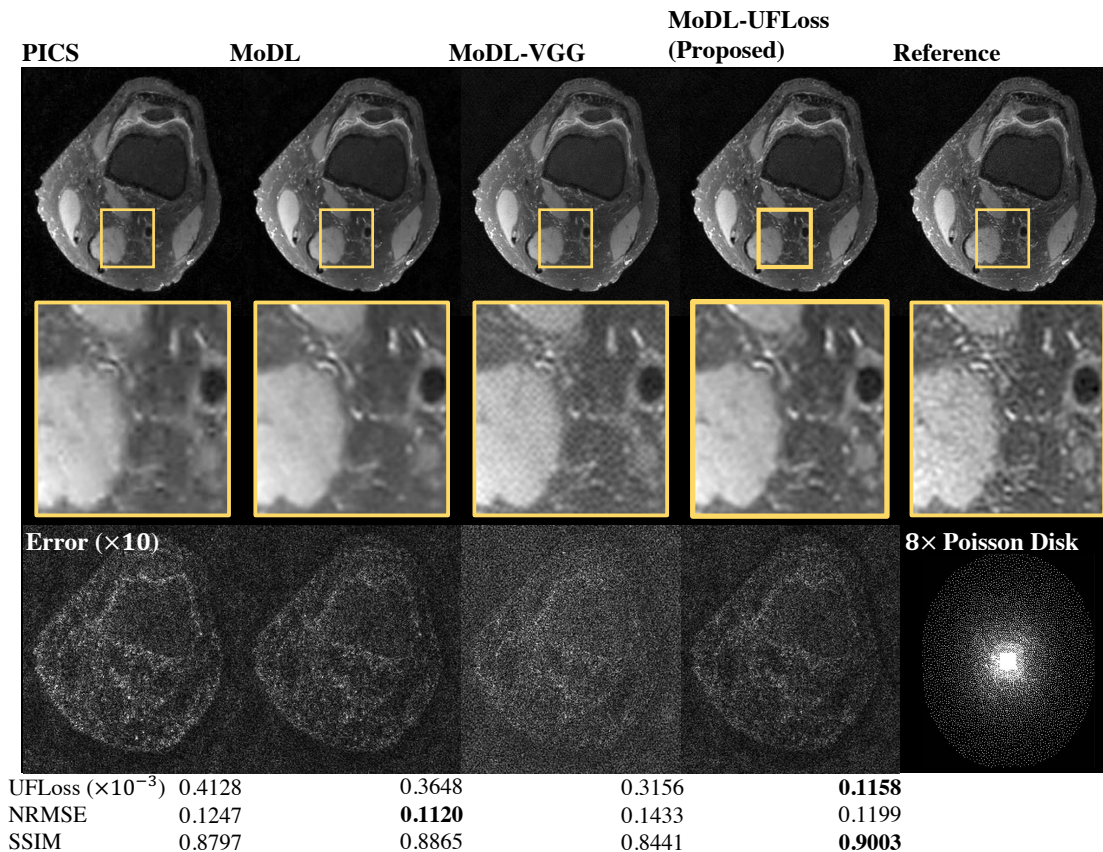 PICS MoDL MoDL-VGG MoDL-UFLoss (Proposed) Reference
Error (×10) 8× Poisson Disk
UFLoss (×10⁻³) 0.4128 0.3648 0.3156 0.1158
NRMSE 0.1247 0.1120 0.1433 0.1199
SSIM 0.8797 0.8865 0.8441 0.9003